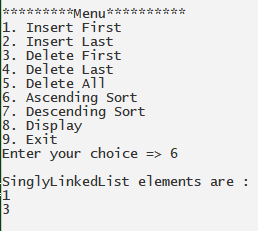 *********Menu**********
1. Insert First
2. Insert Last
3. Delete First
4. Delete Last
5. Delete All
6. Ascending Sort
7. Descending Sort
8. Display
9. Exit
Enter your choice => 6
SinglyLinkedList elements are :
1
3